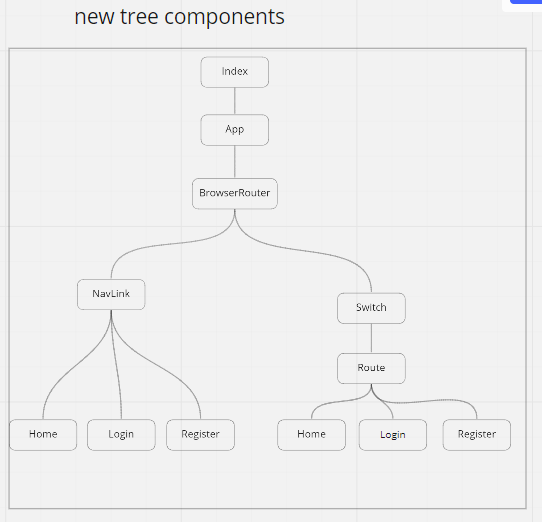 new tree components
Index
App
BrowserRouter
NavLink
Switch
Route
Home
Login
Register
Home
Login
Register